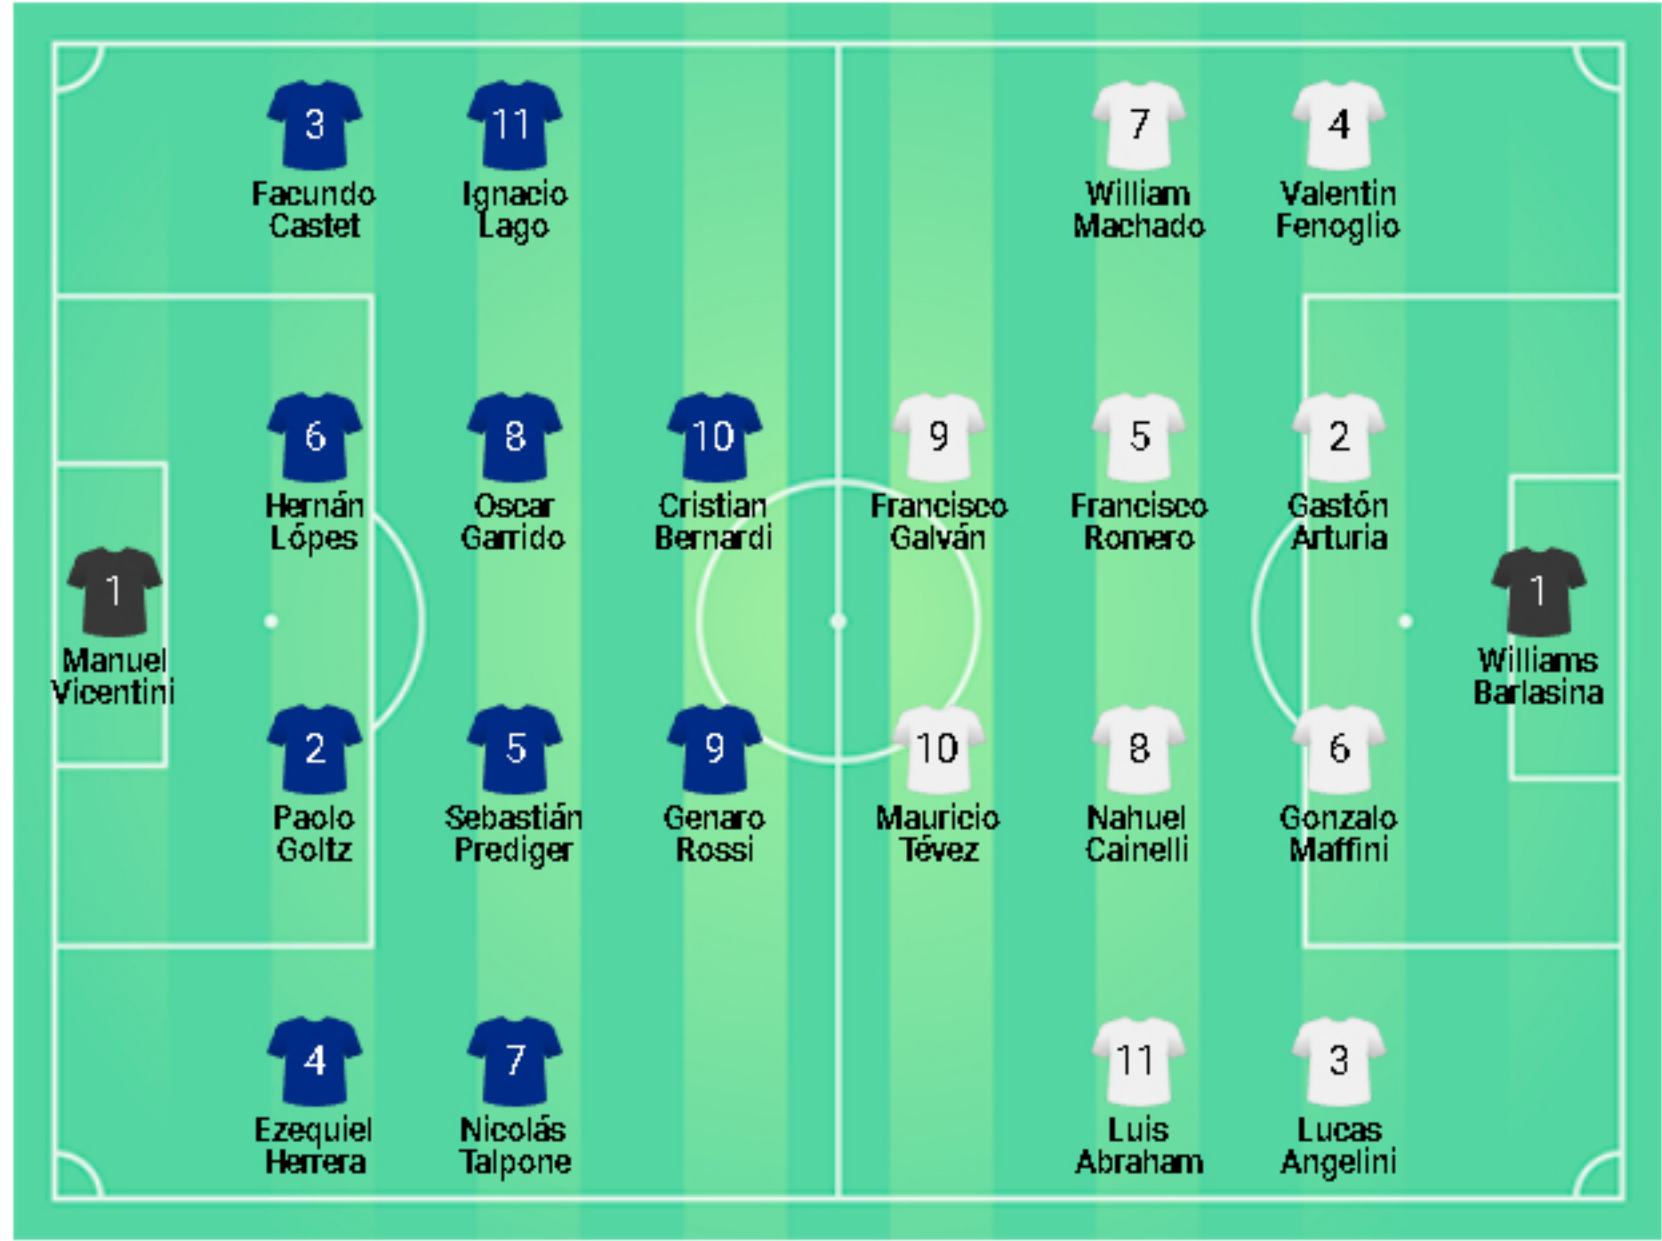 3
Facundo
Castet
11
Ignacio
Lago
7
William
Machado
4
Valentin
Fenoglio
6
Hernán
Lópes
8
Oscar
Garrido
10
Cristian
Bernardi
9
Francisco
Galván
5
Francisco
Romero
2
Gastón
Arturia
1
Manuel
Vicentini
1
Williams
Barlasina
2
Paolo
Goltz
5
Sebastián
Prediger
9
Genaro
Rossi
10
Mauricio
Tévez
8
Nahuel
Cainelli
6
Gonzalo
Maffini
4
Ezequiel
Herrera
7
Nicolás
Talpone
11
Luis
Abraham
3
Lucas
Angelini